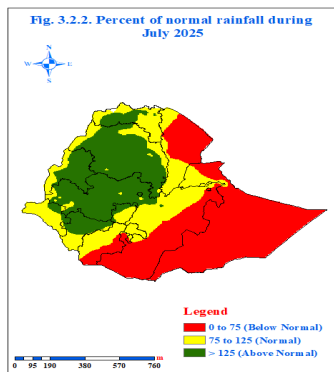 Fig. 3.2.2. Percent of normal rainfall during
July 2025
N
W E
S
Legend
0 to 75 (Below Normal)
75 to 125 (Normal)
> 125 (Above Normal)
0 95 190 380 570 760